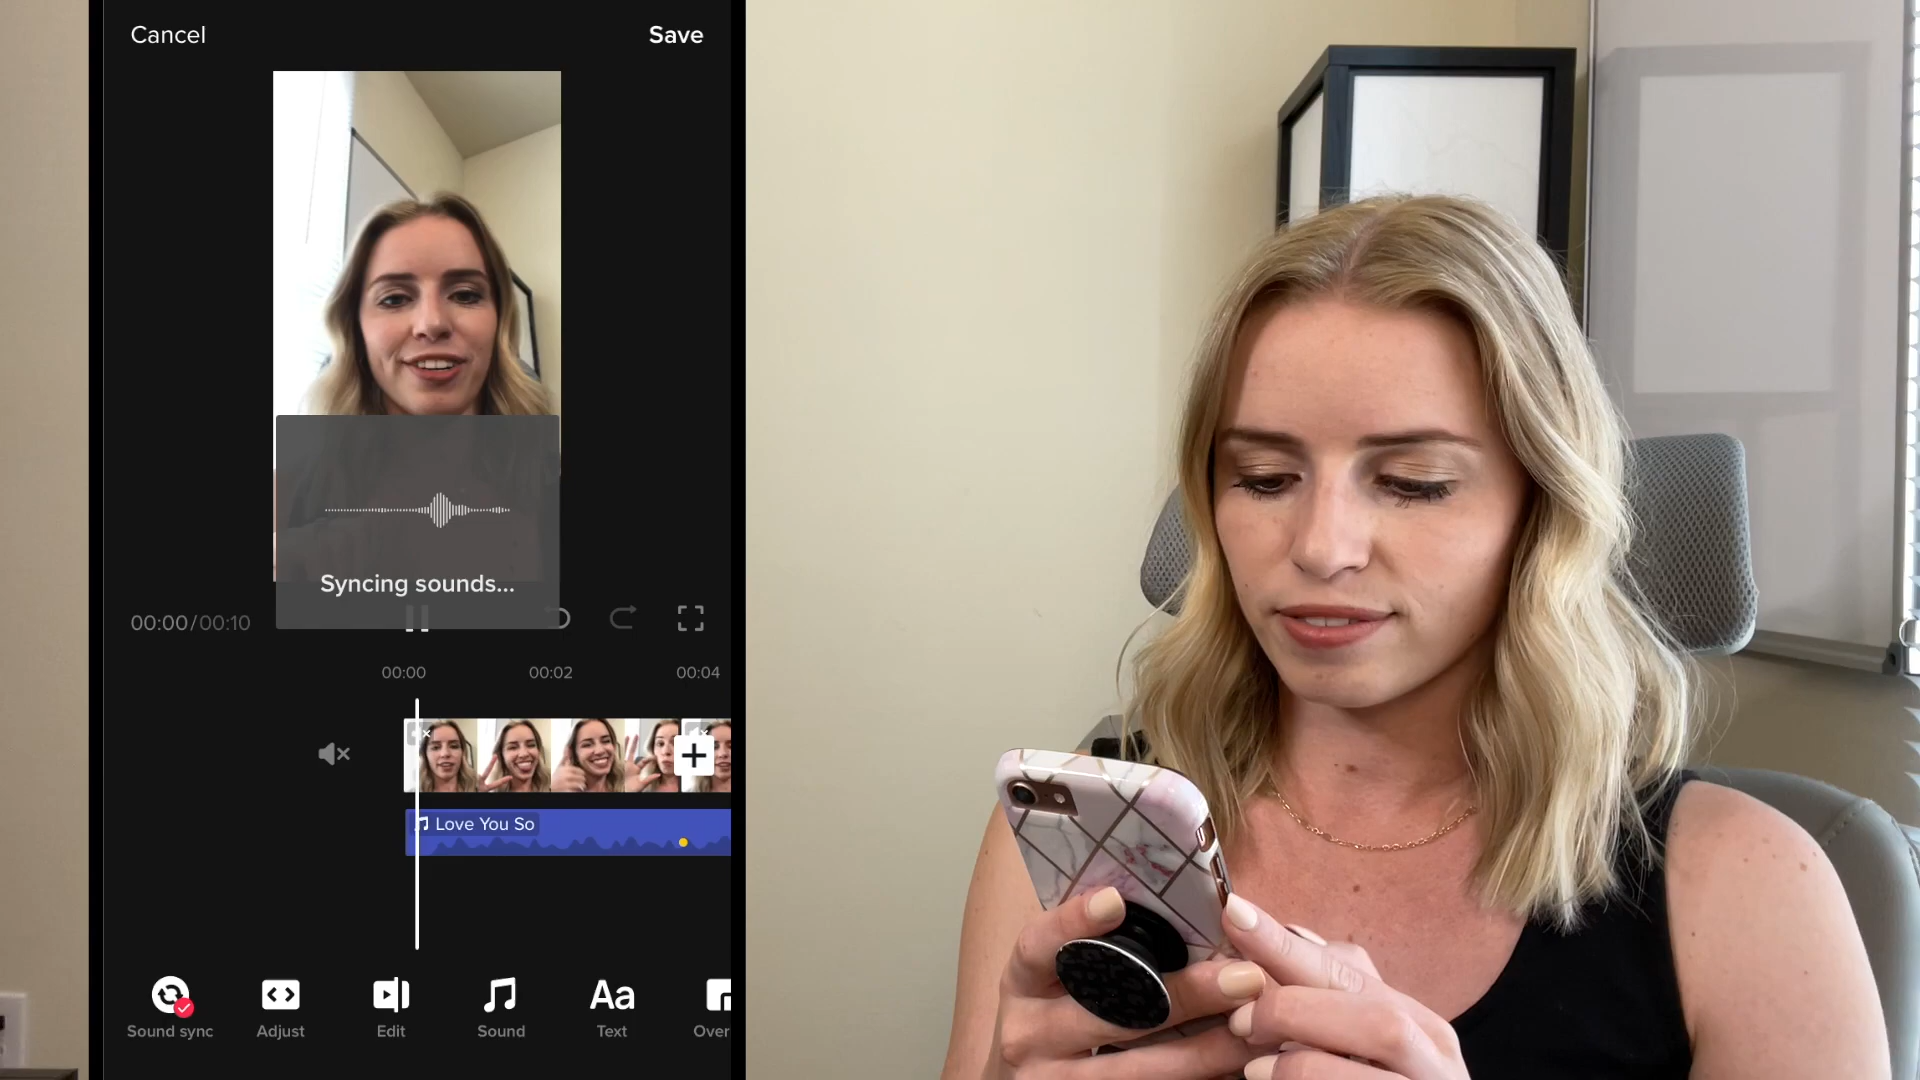 Cancel Save
Syncing sounds...
00:00/00:10
00:00 00:02 00:04
Love You So
Sound sync Adjust Edit Sound Aa Text Over